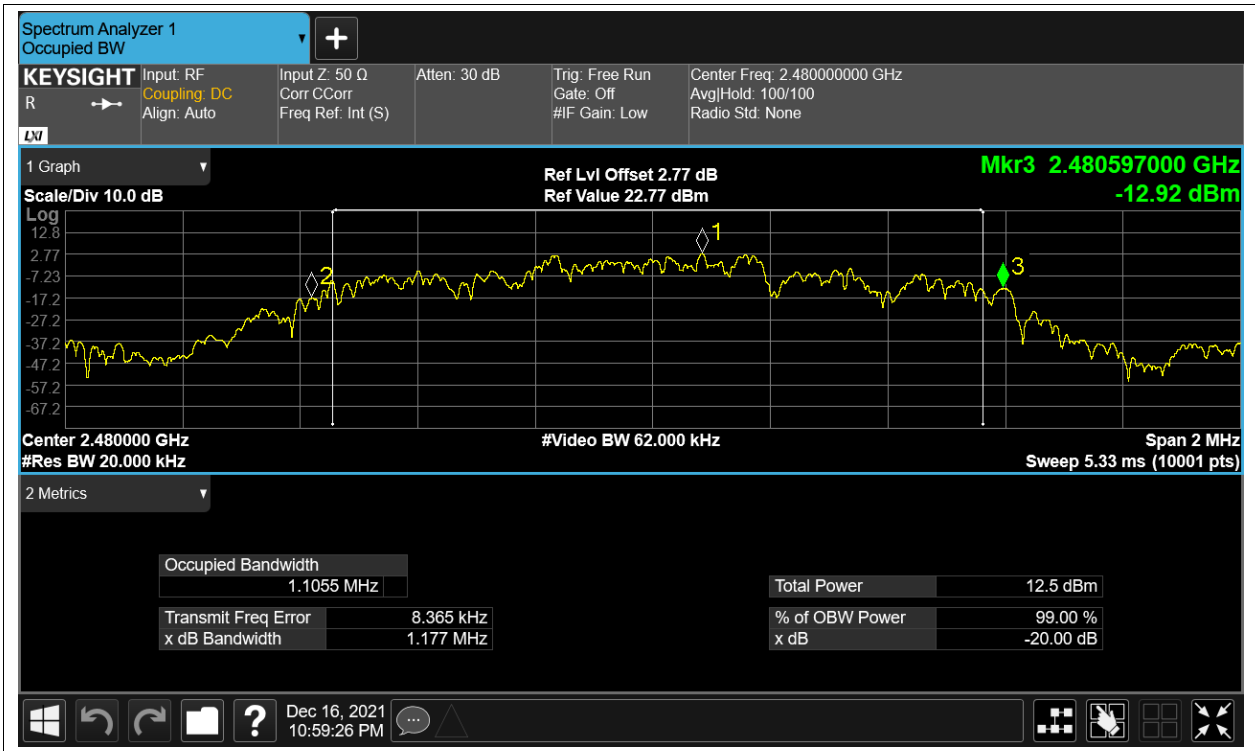 Spectrum Analyzer 1
Occupied BW
KEYSIGHT
R
LXI
Input: RF
Coupling: DC
Align: Auto
Input Z: 50 Ω
Corr CCorr
Freq Ref: Int (S)
Atten: 30 dB
Trig: Free Run
Gate: Off
#IF Gain: Low
Center Freq: 2.480000000 GHz
Avg|Hold: 100/100
Radio Std: None
1 Graph
Scale/Div 10.0 dB
Ref Lvl Offset 2.77 dB
Ref Value 22.77 dBm
Mkr3 2.480597000 GHz
-12.92 dBm
Log
12.8
2.77
-7.23
-17.2
-27.2
-37.2
-47.2
-57.2
-67.2
1
2
3
Center 2.480000 GHz
#Res BW 20.000 kHz
#Video BW 62.000 kHz
Span 2 MHz
Sweep 5.33 ms (10001 pts)
2 Metrics
Occupied Bandwidth
1.1055 MHz
Transmit Freq Error 8.365 kHz
x dB Bandwidth 1.177 MHz
Total Power 12.5 dBm
% of OBW Power 99.00 %
x dB -20.00 dB
?
Dec 16, 2021
10:59:26 PM